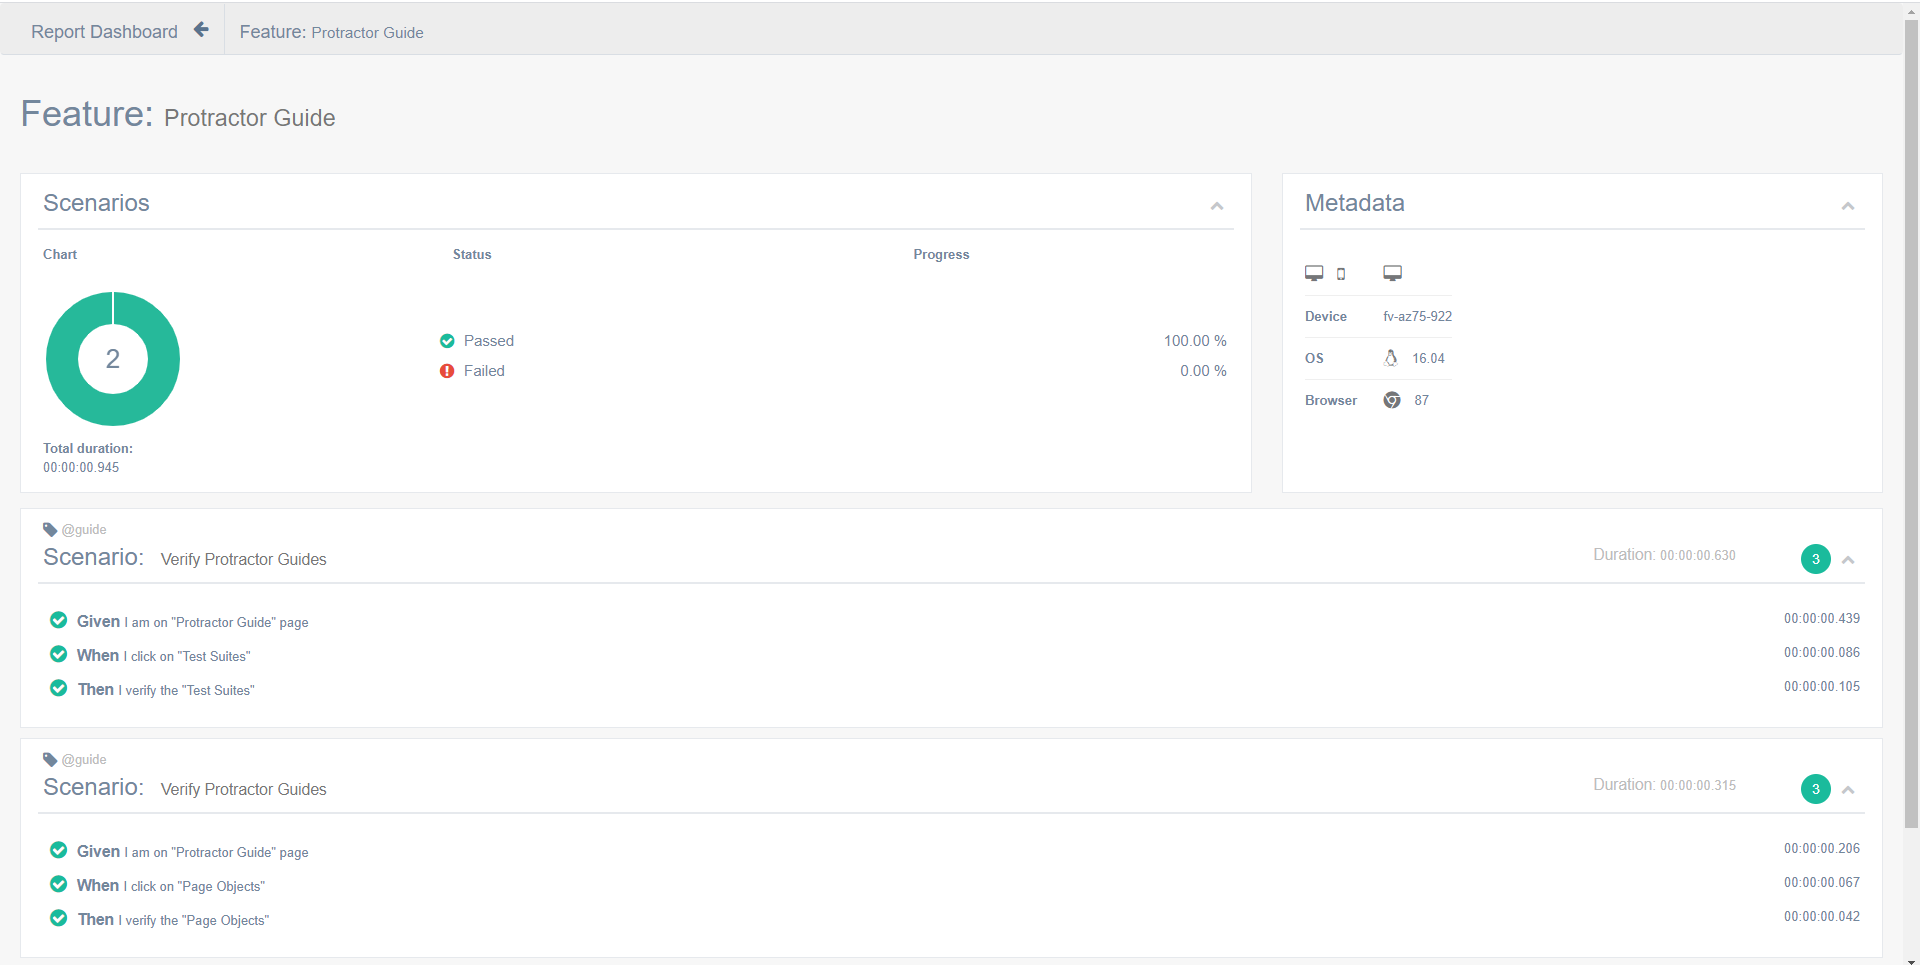 Report Dashboard
Feature: Protractor Guide
Feature: Protractor Guide
Scenarios
Chart Status Progress
2
Passed 100.00 %
Failed 0.00 %
Total duration:
00:00:00.945
Metadata
Device fv-az75-922
OS 16.04
Browser 87
@guide
Scenario: Verify Protractor Guides Duration: 00:00:00.630 3
Given I am on "Protractor Guide" page 00:00:00.439
When I click on "Test Suites" 00:00:00.086
Then I verify the "Test Suites" 00:00:00.105
@guide
Scenario: Verify Protractor Guides Duration: 00:00:00.315 3
Given I am on "Protractor Guide" page 00:00:00.206
When I click on "Page Objects" 00:00:00.067
Then I verify the "Page Objects" 00:00:00.042